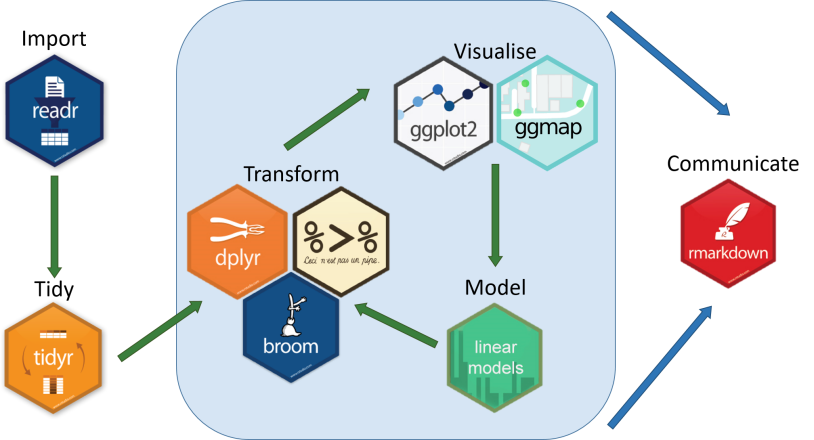 Import
readr
Tidy
tidyr
Transform
dplyr
%>%
Ceci n'est pas un pipe.
broom
Visualise
ggplot2
ggmap
Model
linear
models
Communicate
rmarkdown